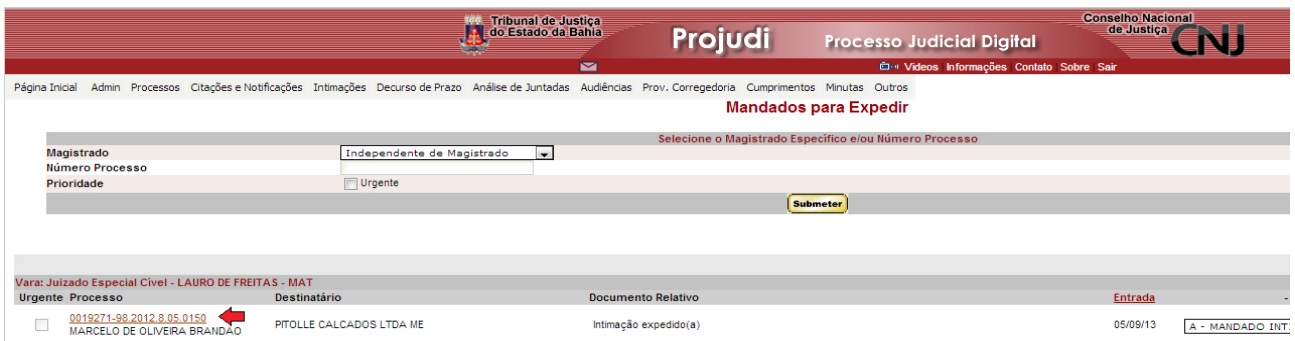 Tribunal de Justiça
do Estado da Bahia
Projudi
Processo Judicial Digital
Conselho Nacional
de Justiça
CNJ
Videos Informações Contato Sobre Sair
Página Inicial Admin Processos Citações e Notificações Intimações Decurso de Prazo Análise de Juntadas Audiências Prov. Corregedoria Cumprimentos Minutas Outros
Mandados para Expedir
Selecione o Magistrado Específico e/ou Número Processo
Magistrado Independente de Magistrado
Número Processo
Prioridade Urgente
Submeter
Vara: Juizado Especial Cível - LAURO DE FREITAS - MAT
Urgente Processo Destinatário Documento Relativo Entrada -
0019271-98.2012.8.05.0150
MARCELO DE OLIVEIRA BRANDÃO PITOLLE CALCADOS LTDA ME Intimação expedido(a) 05/09/13 A - MANDADO INT